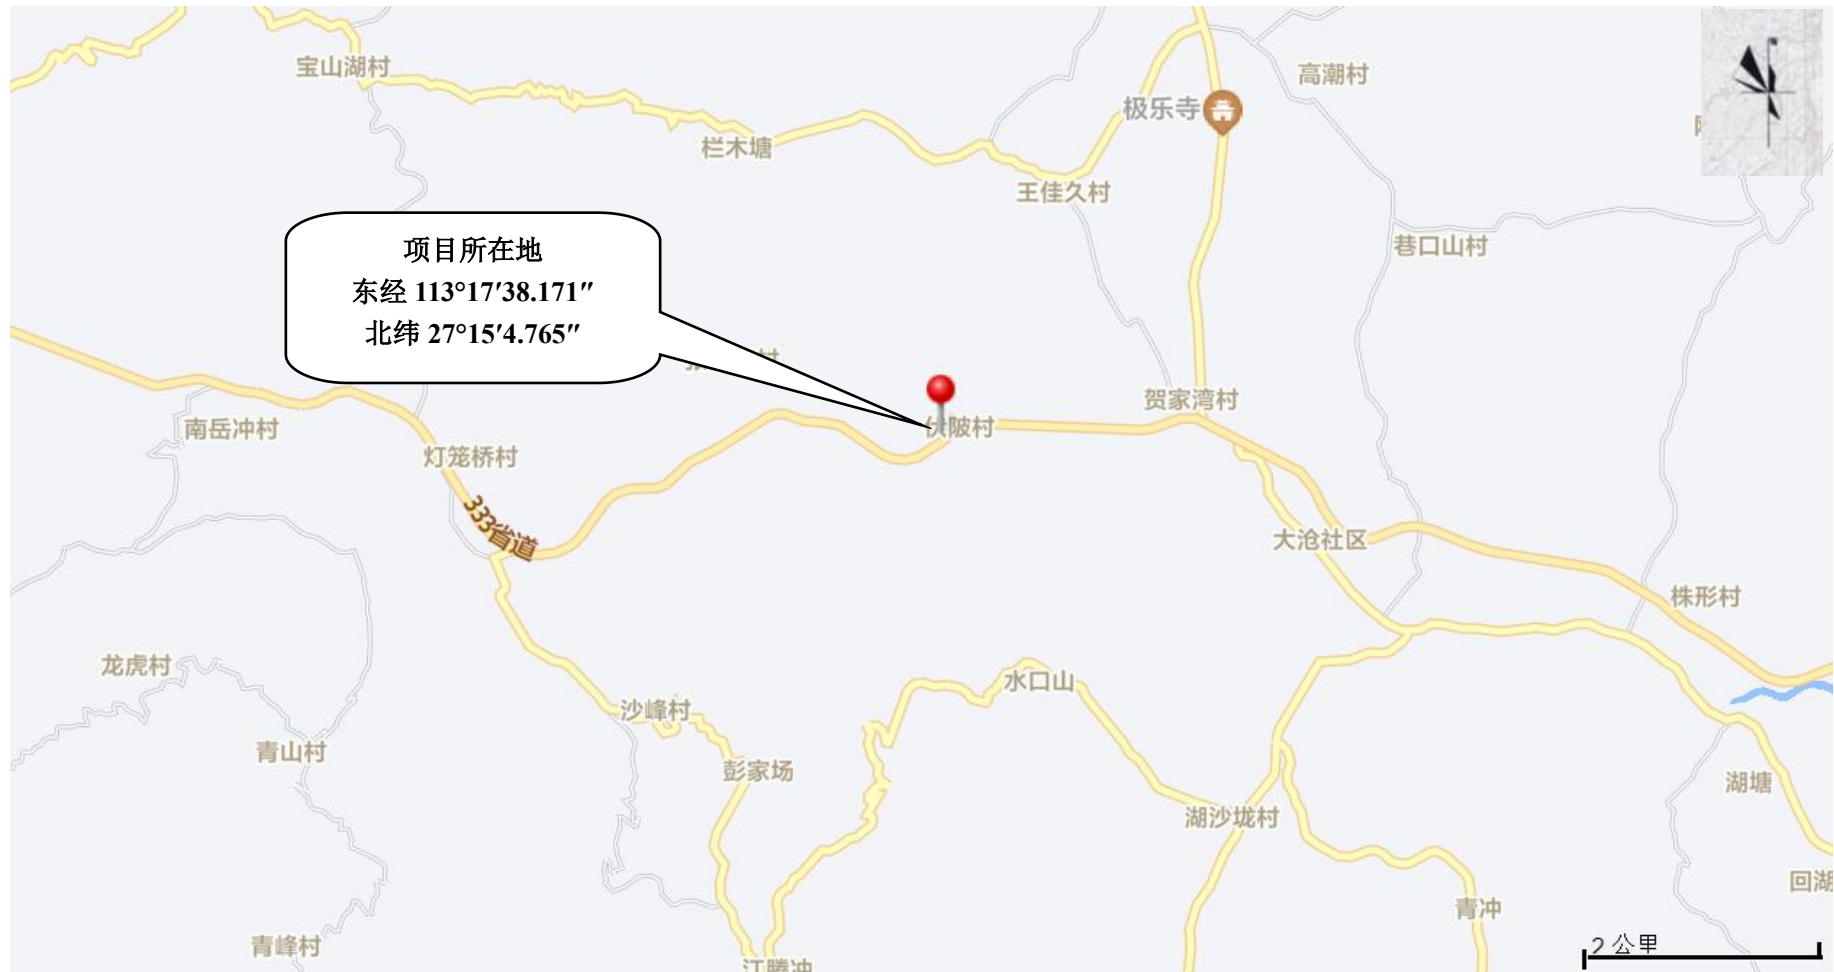 宝山湖村
高潮村
极乐寺
栏木塘
王佳久村
巷口山村
项目所在地
东经 113°17′38.171″
北纬 27°15′4.765″
村
贺家湾村
南岳冲村
伏陂村
灯笼桥村
333省道
大沧社区
株形村
龙虎村
水口山
沙峰村
青山村
彭家场
湖塘
湖沙垅村
回湖
青冲
青峰村
2 公里
江腾冲
N